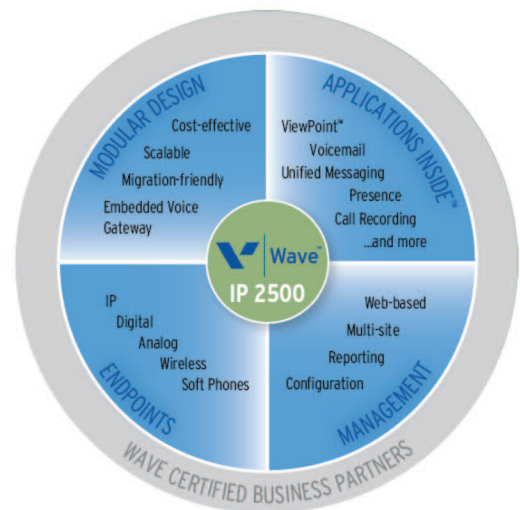 MODULAR DESIGN
Cost-effective
Scalable
Migration-friendly
Embedded Voice
Gateway
APPLICATIONS INSIDE™
ViewPoint™
Voicemail
Unified Messaging
Presence
Call Recording
...and more
Wave™
IP 2500
IP
Digital
Analog
Wireless
Soft Phones
ENDPOINTS
Web-based
Multi-site
Reporting
Configuration
MANAGEMENT
WAVE CERTIFIED BUSINESS PARTNERS